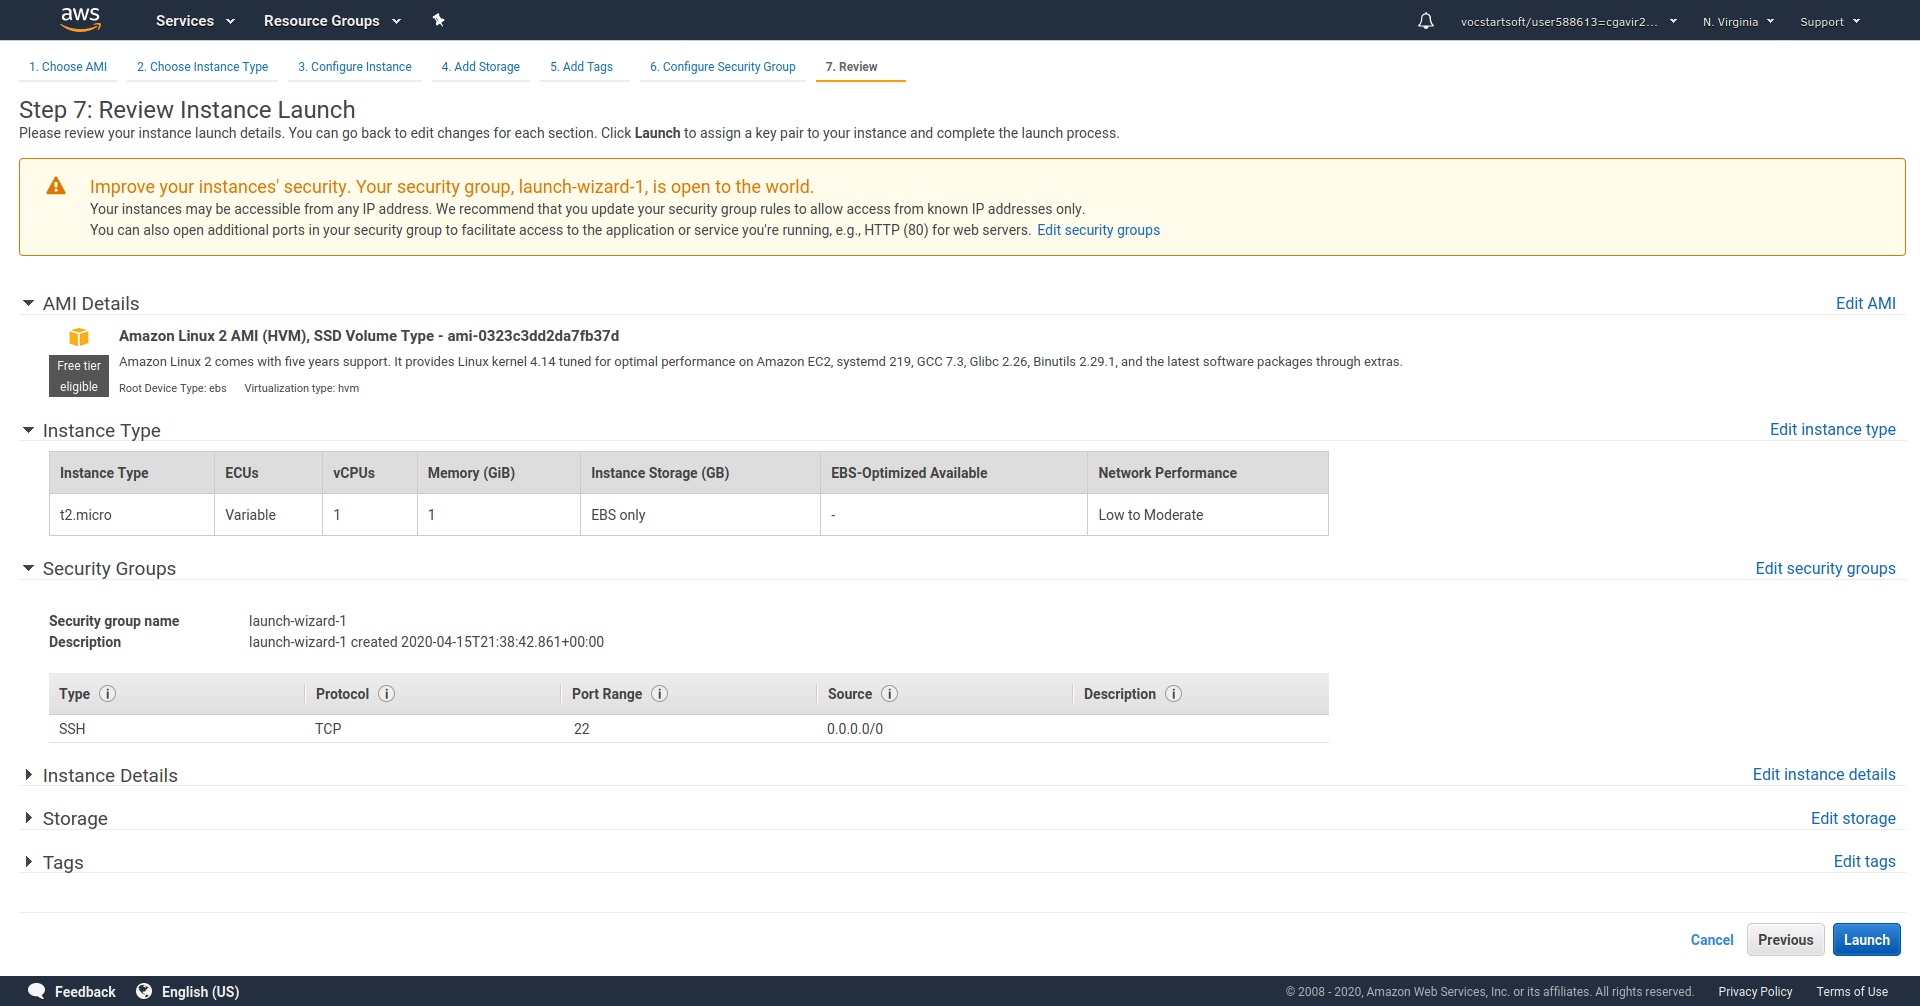 aws Services Resource Groups vocstartsoft/user588613=cgavir2... N. Virginia Support
1. Choose AMI 2. Choose Instance Type 3. Configure Instance 4. Add Storage 5. Add Tags 6. Configure Security Group 7. Review
Step 7: Review Instance Launch
Please review your instance launch details. You can go back to edit changes for each section. Click Launch to assign a key pair to your instance and complete the launch process.
Improve your instances' security. Your security group, launch-wizard-1, is open to the world.
Your instances may be accessible from any IP address. We recommend that you update your security group rules to allow access from known IP addresses only.
You can also open additional ports in your security group to facilitate access to the application or service you're running, e.g., HTTP (80) for web servers. Edit security groups
AMI Details Edit AMI
Amazon Linux 2 AMI (HVM), SSD Volume Type - ami-0323c3dd2da7fb37d
Free tier
eligible
Amazon Linux 2 comes with five years support. It provides Linux kernel 4.14 tuned for optimal performance on Amazon EC2, systemd 219, GCC 7.3, Glibc 2.26, Binutils 2.29.1, and the latest software packages through extras.
Root Device Type: ebs Virtualization type: hvm
Instance Type Edit instance type
Instance Type ECUs vCPUs Memory (GiB) Instance Storage (GB) EBS-Optimized Available Network Performance
t2.micro Variable 1 1 EBS only - Low to Moderate
Security Groups Edit security groups
Security group name launch-wizard-1
Description launch-wizard-1 created 2020-04-15T21:38:42.861+00:00
Type Protocol Port Range Source Description
SSH TCP 22 0.0.0.0/0
Instance Details Edit instance details
Storage Edit storage
Tags Edit tags
Cancel Previous Launch
Feedback English (US) © 2008 - 2020, Amazon Web Services, Inc. or its affiliates. All rights reserved. Privacy Policy Terms of Use